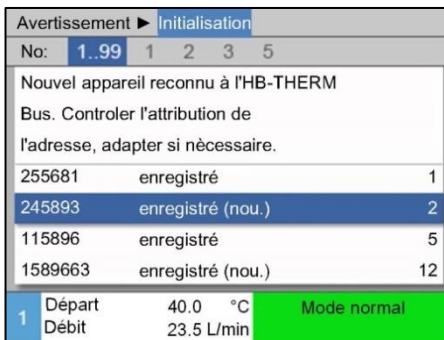 Avertissement ► Initialisation
No: 1..99 1 2 3 5
Nouvel appareil reconnu à l'HB-THERM
Bus. Controler l'attribution de
l'adresse, adapter si nècessaire.
255681 enregistré 1
245893 enregistré (nou.) 2
115896 enregistré 5
1589663 enregistré (nou.) 12
1 Départ 40.0 °C Mode normal
Débit 23.5 L/min